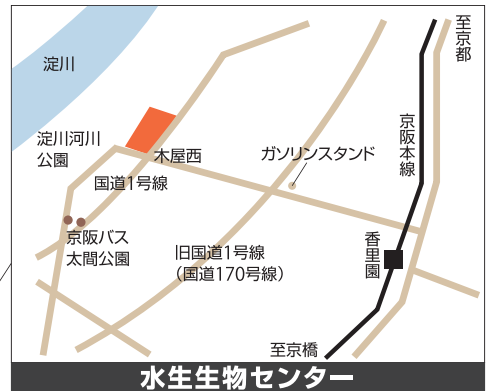 至京都
淀川
京阪本線
淀川河川
公園
木屋西
ガソリンスタンド
国道1号線
京阪バス
太間公園
旧国道1号線
（国道170号線）
香里園
至京橋
水生生物センター